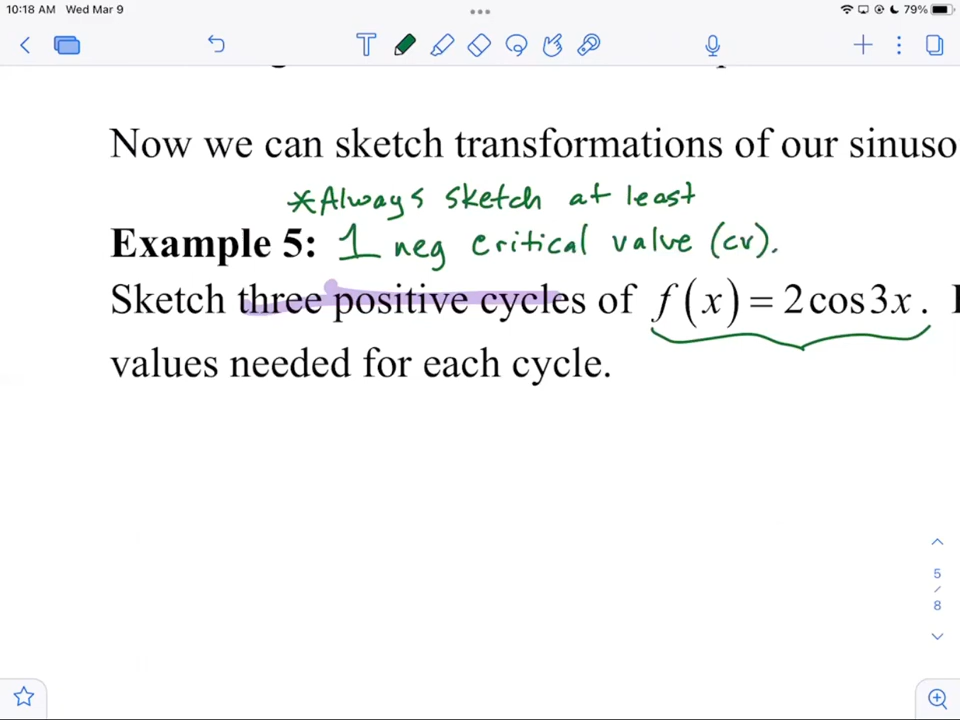 10:18 AM Wed Mar 9
79%
T
Now we can sketch transformations of our sinuso
*Always sketch at least
Example 5: 1 neg critical value (cv).
Sketch three positive cycles of f(x) = 2cos3x.
values needed for each cycle.
5
/
8